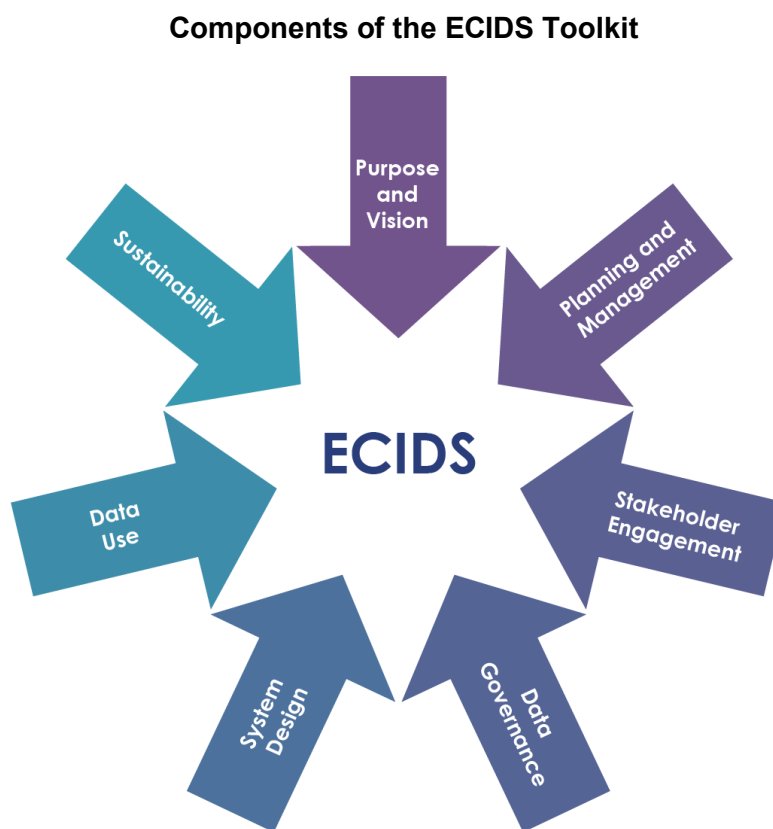 Components of the ECIDS Toolkit
Purpose
and
Vision
Planning and
Management
Stakeholder
Engagement
Data
Governance
System
Design
Data
Use
Sustainability
ECIDS